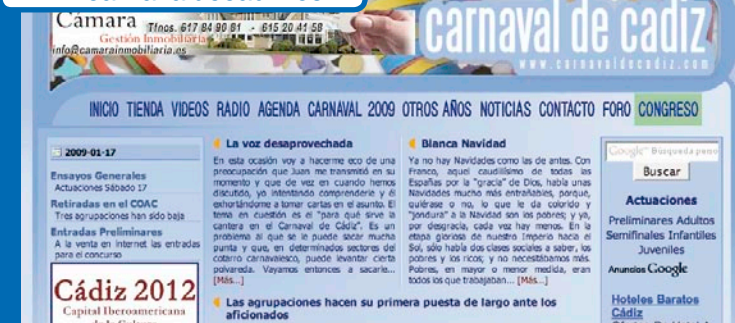 Cámara
Tfnos. 617 84 90 81 - 615 20 41 58
Gestión Inmobiliaria
info@camarainmobiliaria.es
carnaval de cadiz
www.carnavaldecadiz.com
INICIO TIENDA VIDEOS RADIO AGENDA CARNAVAL 2009 OTROS AÑOS NOTICIAS CONTACTO FORO CONGRESO
2009-01-17
Ensayos Generales
Actuaciones Sábado 17
Retiradas en el COAC
Tres agrupaciones han sido baja
Entradas Preliminares
A la venta en Internet las entradas
para el concurso
Cádiz 2012
Capital Iberoamericana
de la Cultura
La voz desaprovechada
En esta ocasión voy a hacerme eco de una
preocupación que Juan me transmitió en su
momento y que de vez en cuando hemos
discutido, yo intentando comprenderle y él
exhortándome a tomar cartas en el asunto. El
tema en cuestión es el "para qué sirve la
cantera en el Carnaval de Cádiz". Es un
problema al que se le puede sacar mucha
punta y que, en determinados sectores del
cotarro carnavalesco, puede levantar cierta
polvareda. Vayamos entonces a sacarle...
[Más...]
Blanca Navidad
Ya no hay Navidades como las de antes. Con
Franco, aquel caudillísimo de todas las
Españas por la "gracia" de Dios, había unas
Navidades mucho más entrañables, porque,
quiérase o no, lo que le da colorido y
"jondura" a la Navidad son los pobres; y ya,
por desgracia, cada vez hay menos. En la
etapa gloriosa de nuestro Imperio hacia el
Sol, sólo había dos clases sociales a saber, los
pobres y los ricos; y no necesitábamos más.
Pobres, en mayor o menor medida, eran
todos los que trabajaban... [Más...]
Las agrupaciones hacen su primera puesta de largo ante los
aficionados
Google Búsqueda
Buscar
Actuaciones
Preliminares Adultos
Semifinales Infantiles
Juveniles
Anuncios Google
Hoteles Baratos
Cádiz